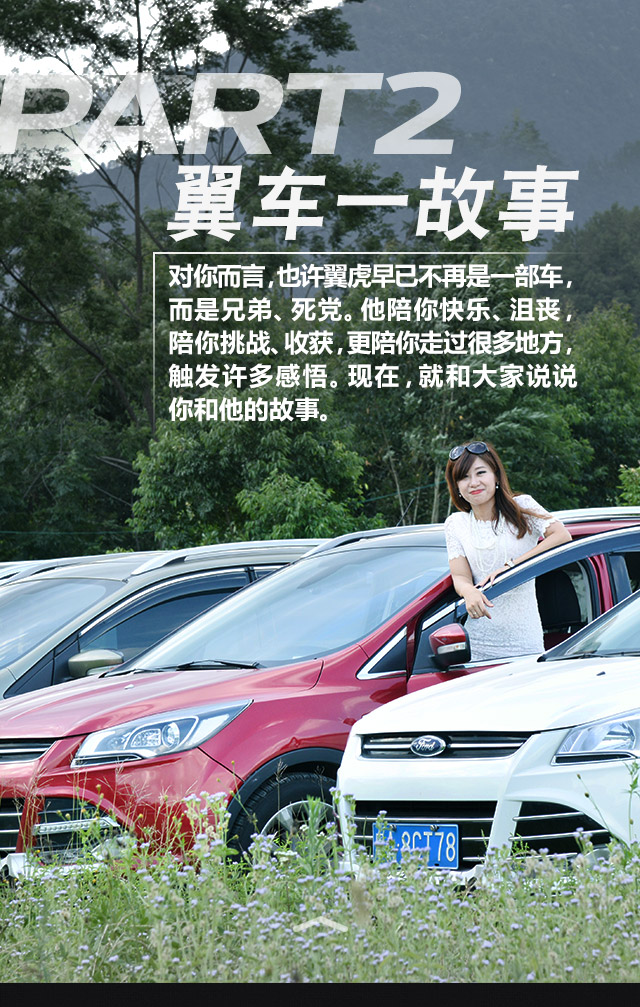 PART2
翼车一故事
对你而言，也许翼虎早已不再是一部车，
而是兄弟、死党。他陪你快乐、沮丧，
陪你挑战、收获，更陪你走过很多地方，
触发许多感悟。现在，就和大家说说
你和他的故事。
Ford
8CT78